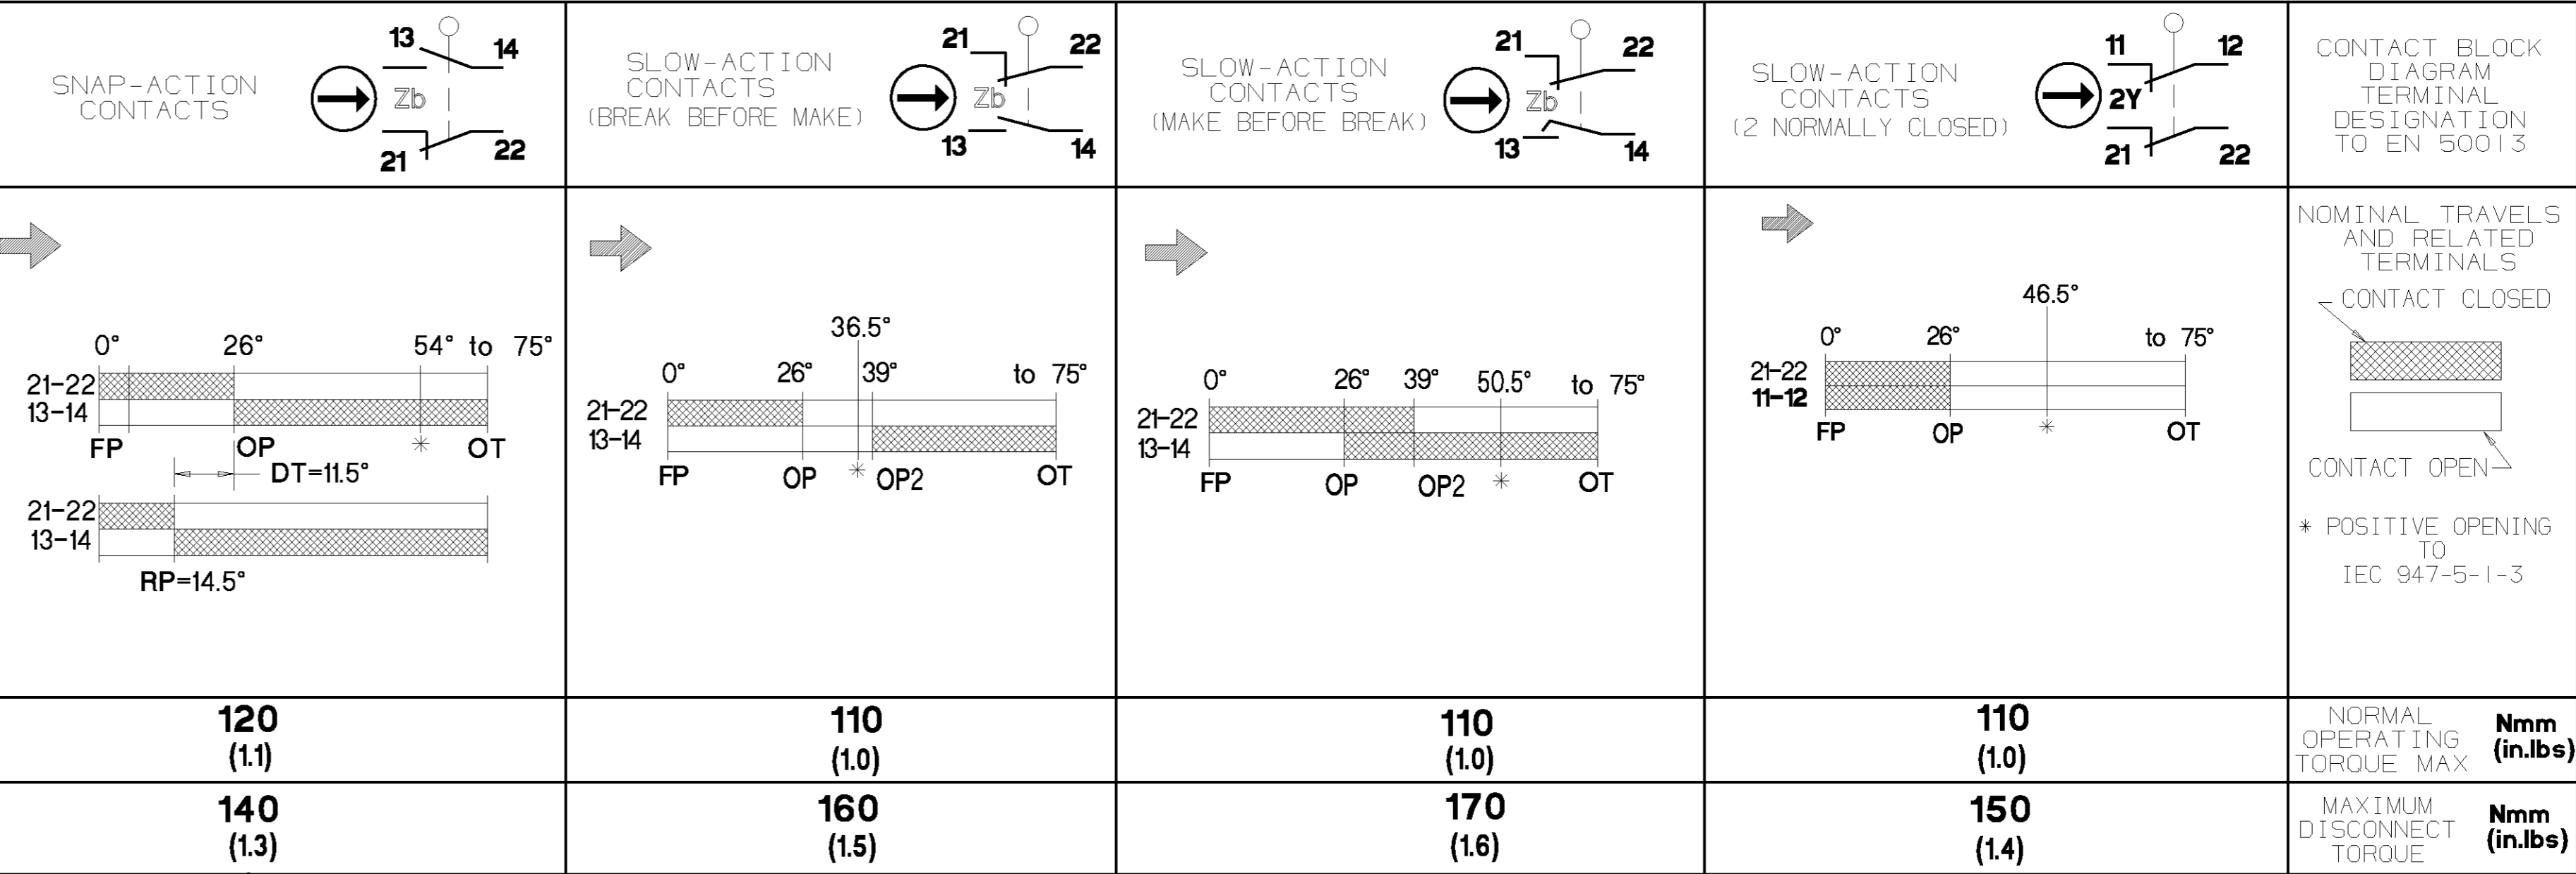 SNAP-ACTION
CONTACTS
13
14
Zb
21
22
SLOW-ACTION
CONTACTS
(BREAK BEFORE MAKE)
21
22
Zb
13
14
SLOW-ACTION
CONTACTS
(MAKE BEFORE BREAK)
21
22
Zb
13
14
SLOW-ACTION
CONTACTS
(2 NORMALLY CLOSED)
11
12
2Y
21
22
CONTACT BLOCK
DIAGRAM
TERMINAL
DESIGNATION
TO EN 50013
0° 26° 54° to 75°
21-22
13-14
FP OP * OT
DT=11.5°
21-22
13-14
RP=14.5°
36.5°
0° 26° 39° to 75°
21-22
13-14
FP OP * OP2 OT
0° 26° 39° 50.5° to 75°
21-22
13-14
FP OP OP2 * OT
46.5°
0° 26° to 75°
21-22
11-12
FP OP * OT
NOMINAL TRAVELS
AND RELATED
TERMINALS
CONTACT CLOSED
CONTACT OPEN
* POSITIVE OPENING
TO
IEC 947-5-1-3
120
(1.1)
110
(1.0)
110
(1.0)
110
(1.0)
NORMAL
OPERATING
TORQUE MAX
Nmm
(in.lbs)
140
(1.3)
160
(1.5)
170
(1.6)
150
(1.4)
MAXIMUM
DISCONNECT
TORQUE
Nmm
(in.lbs)